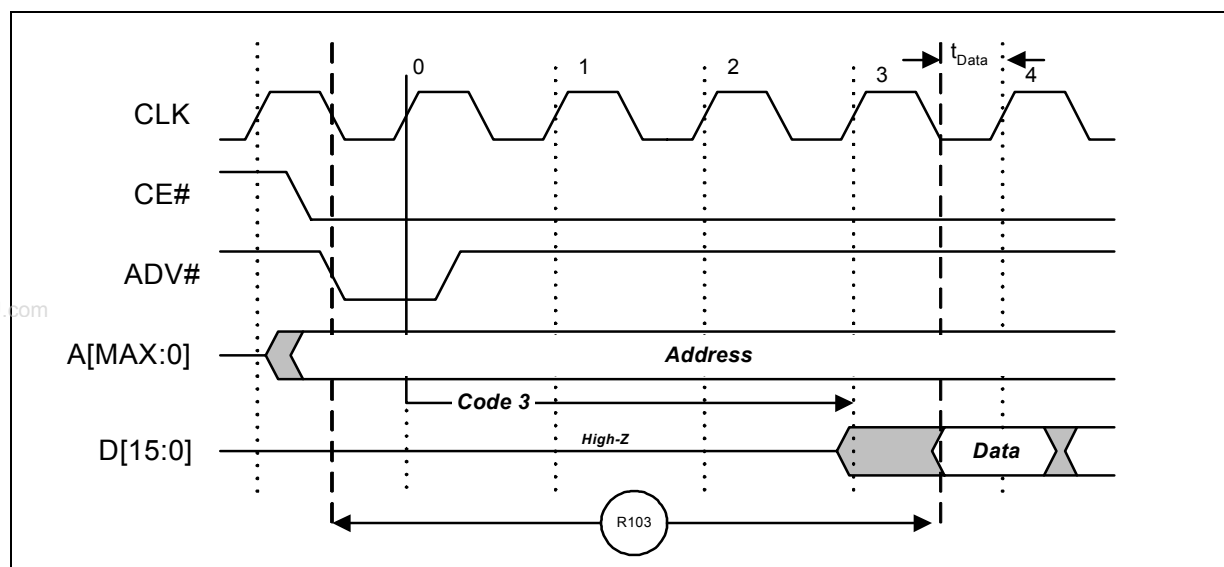 0 1 2 3 tData 4
CLK
CE#
ADV#
.com
A[MAX:0] Address
Code 3
D[15:0] High-Z Data
R103